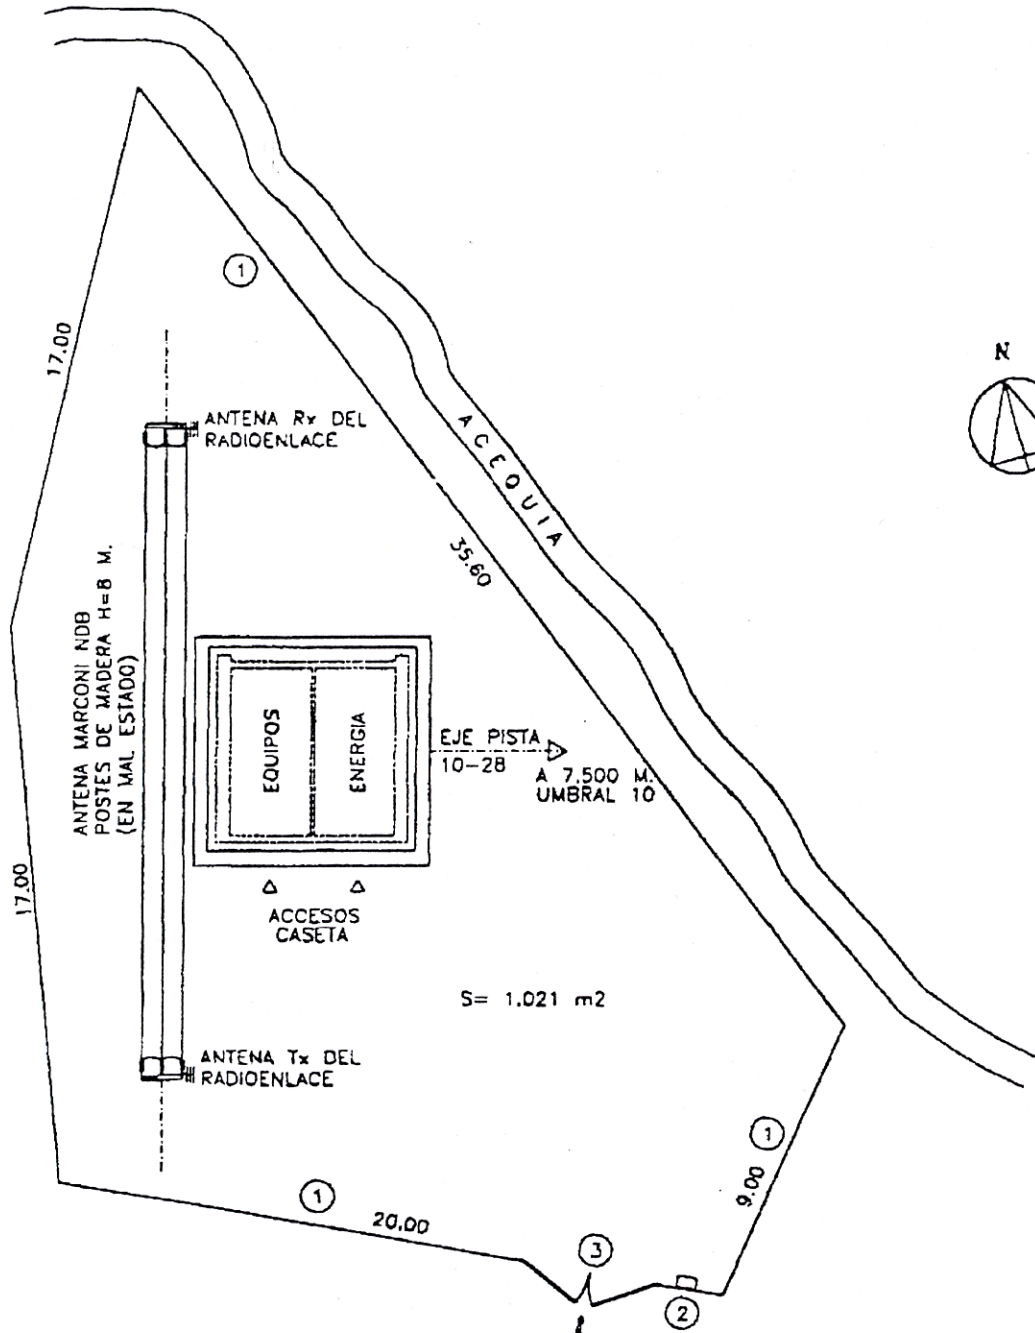 1
17.00
N
ANTENA Rx DEL
RADIOENLACE
ACEQUIA
35.60
ANTENA MARCONI NDB
POSTES DE MADERA H=8 M.
(EN MAL ESTADO)
EQUIPOS
ENERGIA
EJE PISTA
10-28
A 7.500 M.
UMBRAL 10
17.00
ACCESOS
CASETA
S= 1.021 m2
ANTENA Tx DEL
RADIOENLACE
1
9.00
1
20.00
3
2